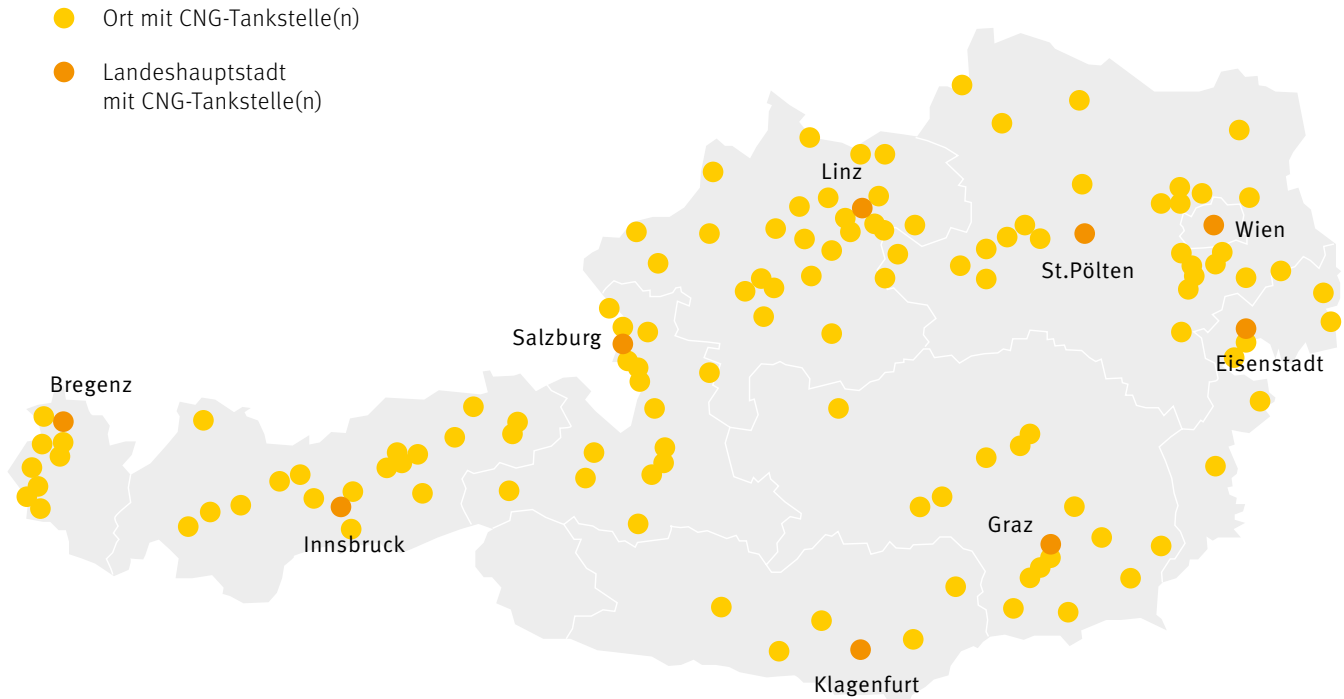 Ort mit CNG-Tankstelle(n)
Landeshauptstadt
mit CNG-Tankstelle(n)
Linz
Wien
St.Pölten
Salzburg
Eisenstadt
Bregenz
Innsbruck
Graz
Klagenfurt